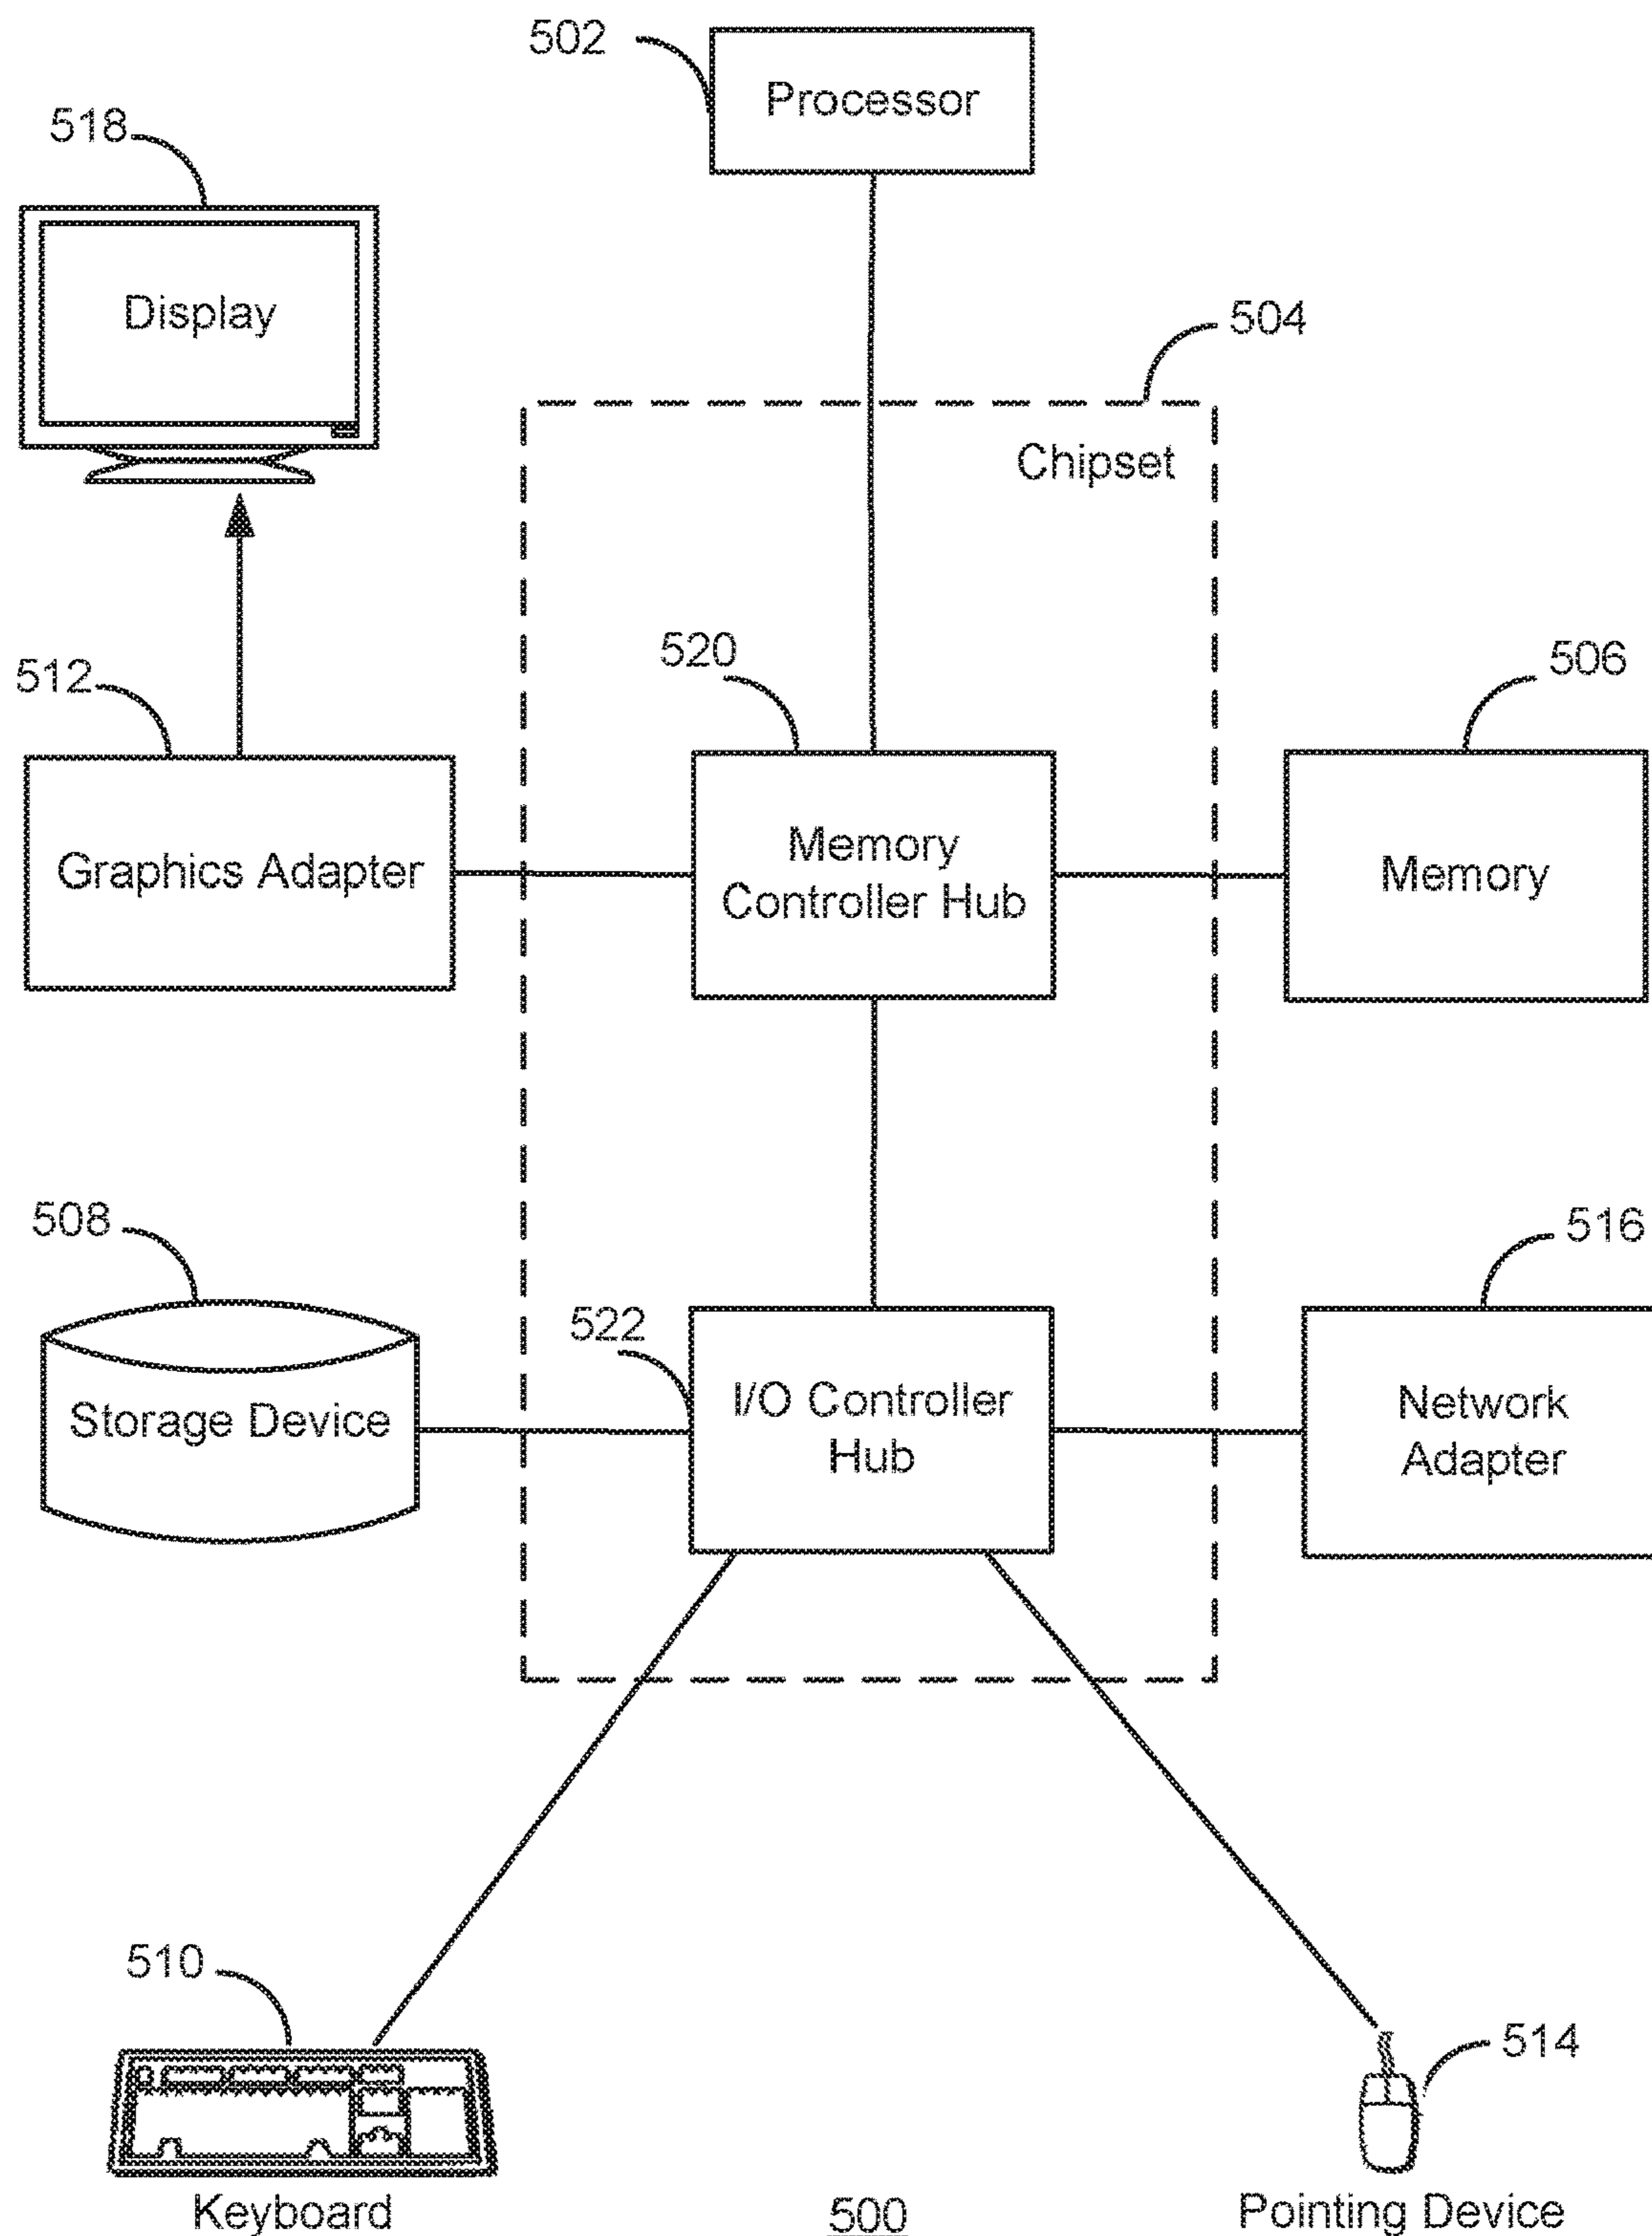 502
Processor
518
Display
504
Chipset
520
506
512
Graphics Adapter
Memory
Controller Hub
Memory
508
516
522
Storage Device
I/O Controller
Hub
Network
Adapter
510
514
Keyboard
500
Pointing Device